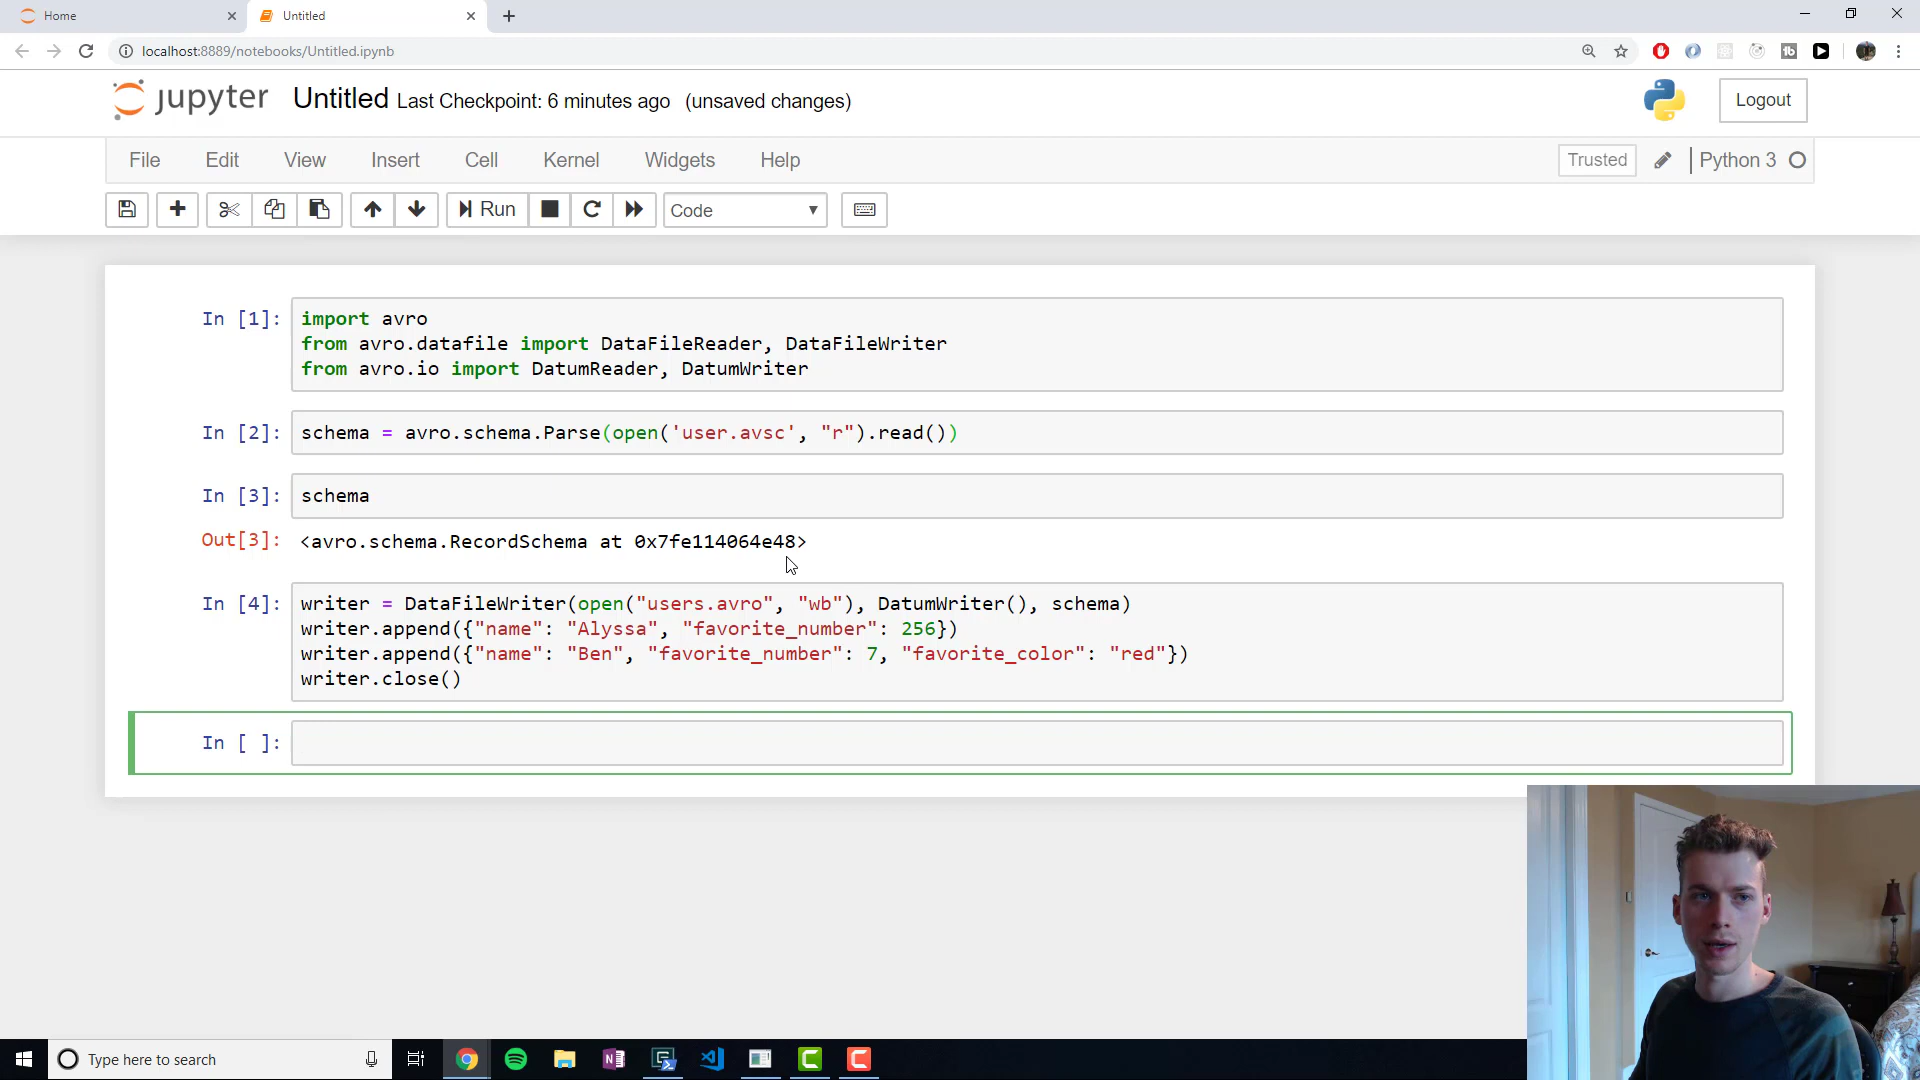 Home
Untitled
localhost:8889/notebooks/Untitled.ipynb
jupyter Untitled Last Checkpoint: 6 minutes ago (unsaved changes)
Logout
File Edit View Insert Cell Kernel Widgets Help
Trusted
Python 3
Run
Code
In [1]: import avro
from avro.datafile import DataFileReader, DataFileWriter
from avro.io import DatumReader, DatumWriter
In [2]: schema = avro.schema.Parse(open('user.avsc', "r").read())
In [3]: schema
Out[3]: <avro.schema.RecordSchema at 0x7fe114064e48>
In [4]: writer = DataFileWriter(open("users.avro", "wb"), DatumWriter(), schema)
writer.append({"name": "Alyssa", "favorite_number": 256})
writer.append({"name": "Ben", "favorite_number": 7, "favorite_color": "red"})
writer.close()
In [ ]:
Type here to search